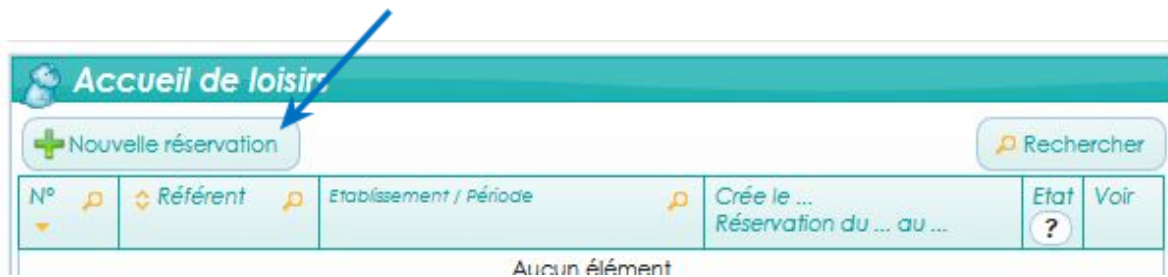 Accueil de loisirs
Nouvelle réservation
Rechercher
N° Référent Etablissement / Période Crée le ... Etat Voir
Réservation du ... au ... ?
Aucun élément